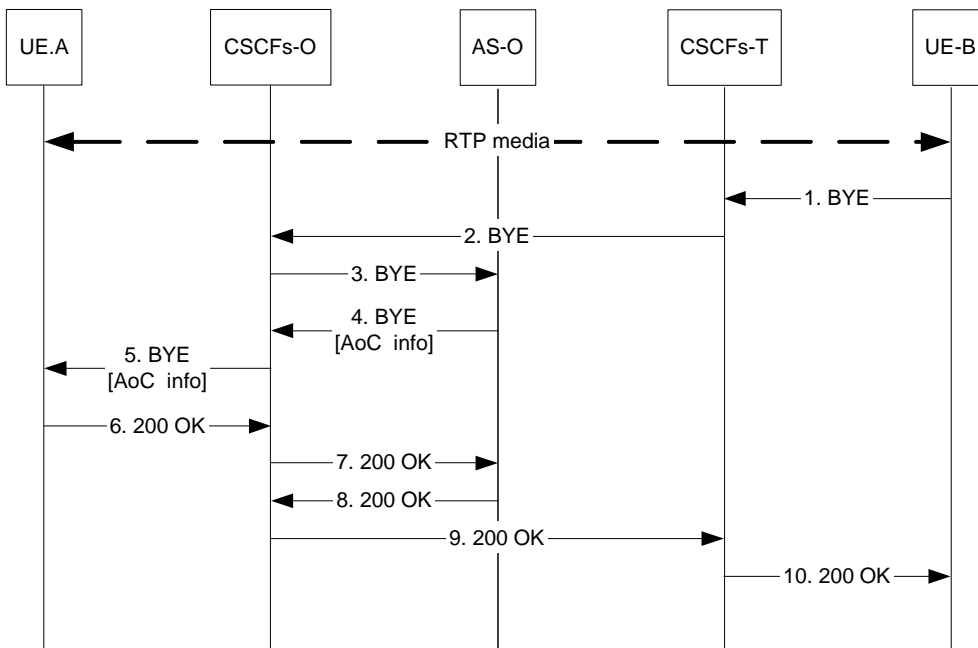 UE.A
CSCFs-O
AS-O
CSCFs-T
UE-B
RTP media
1. BYE
2. BYE
3. BYE
4. BYE
[AoC info]
5. BYE
[AoC info]
6. 200 OK
7. 200 OK
8. 200 OK
9. 200 OK
10. 200 OK